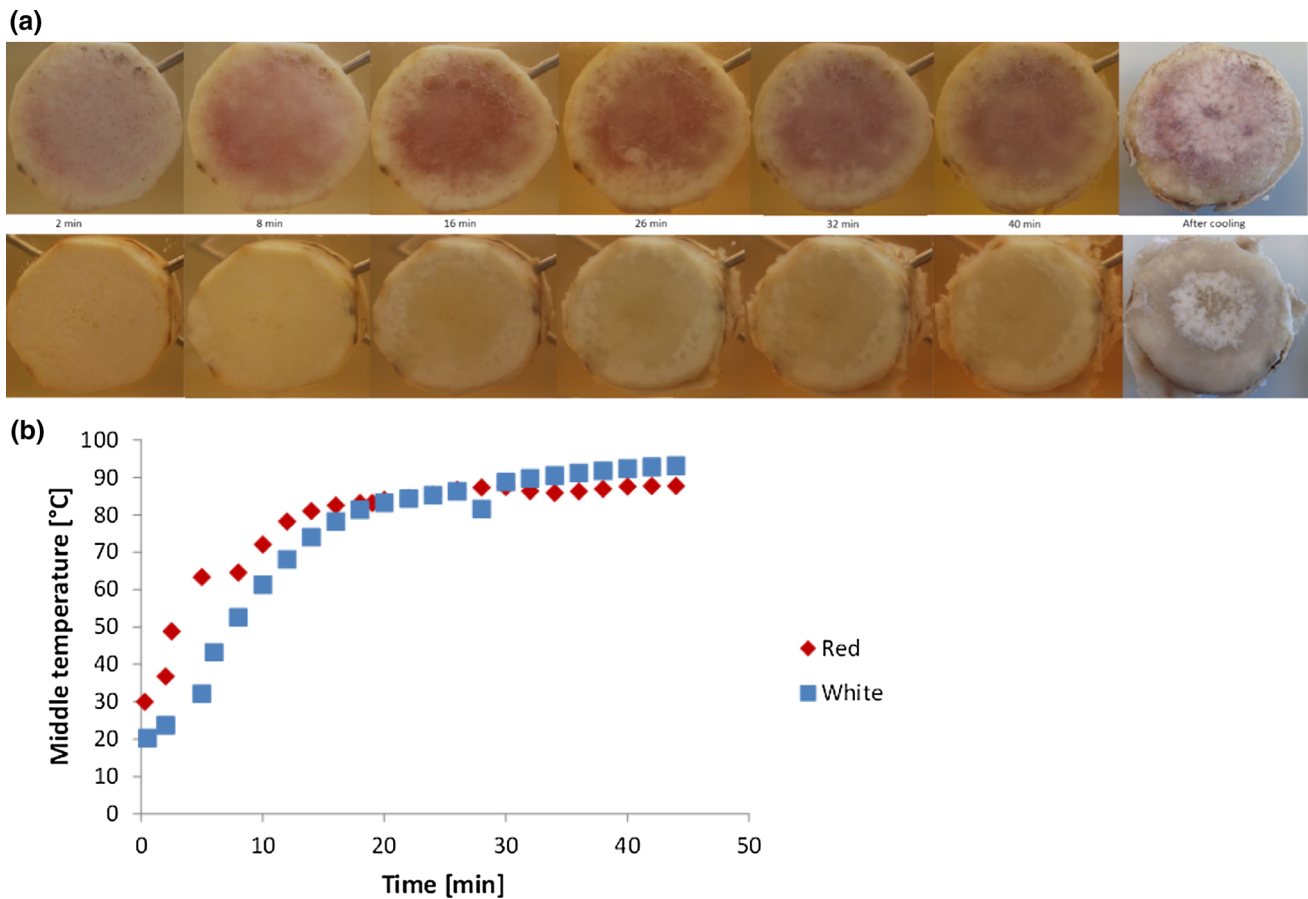 (a)
2 min 8 min 16 min 26 min 32 min 40 min After cooling
(b)
100
90
80
70
60
50
40
30
20
10
0
Middle temperature [°C]
0 10 20 30 40 50
Time [min]
Red
White